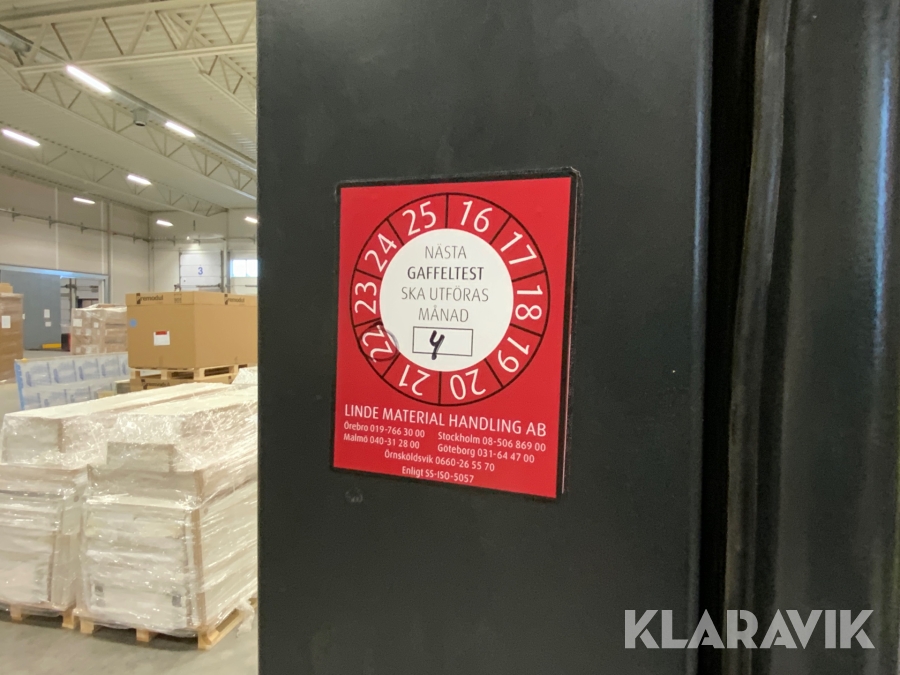 25 16
24 17
23 18
22 19
21 20
NÄSTA
GAFFELTEST
SKA UTFÖRAS
MÅNAD
4
LINDE MATERIAL HANDLING AB
Örebro 019-766 30 00 Stockholm 08-506 869 00
Malmö 040-31 28 00 Göteborg 031-64 47 00
Örnsköldsvik 0660-26 55 70
Enligt SS-ISO-5057
3
KLARAVIK